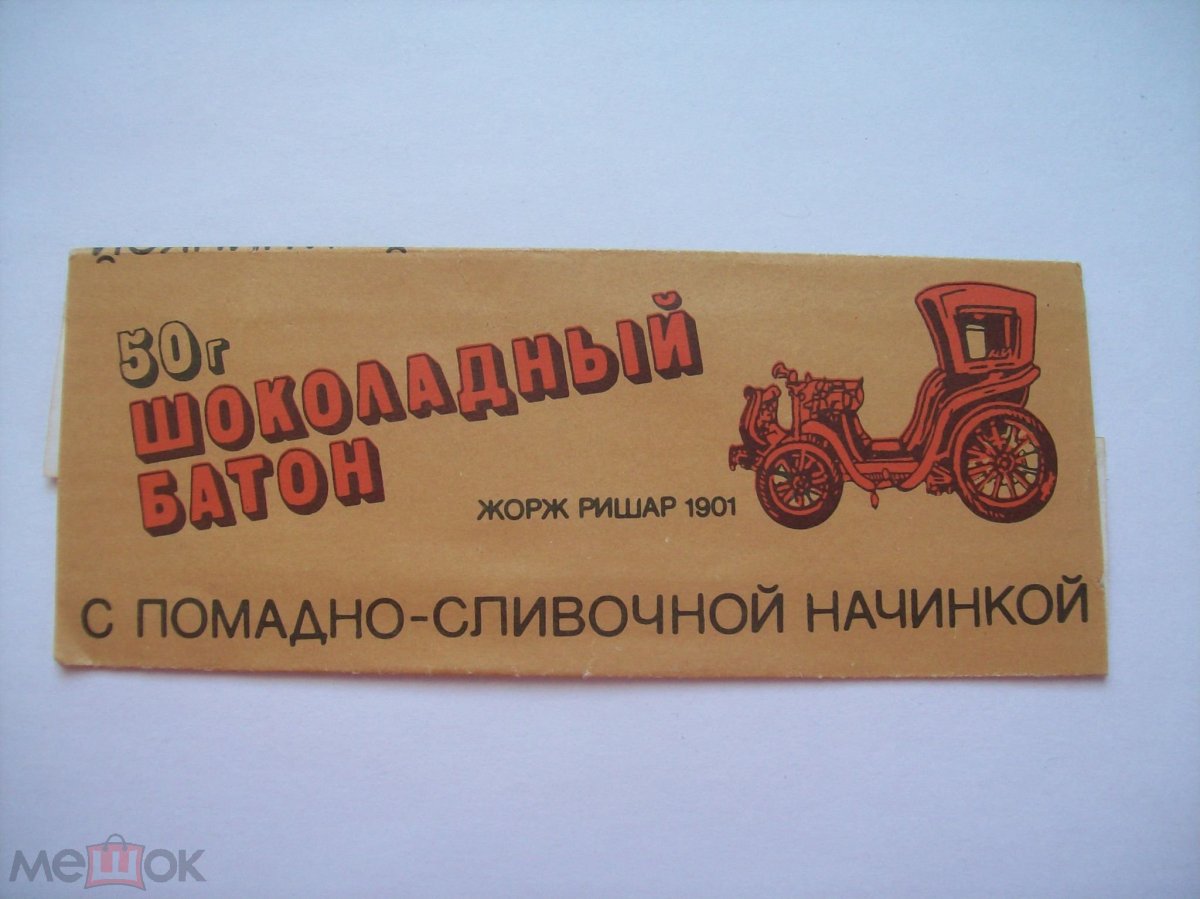 50г
ШОКОЛАДНЫЙ
БАТОН
ЖОРЖ РИШАР 1901
С ПОМАДНО-СЛИВОЧНОЙ НАЧИНКОЙ
мешок